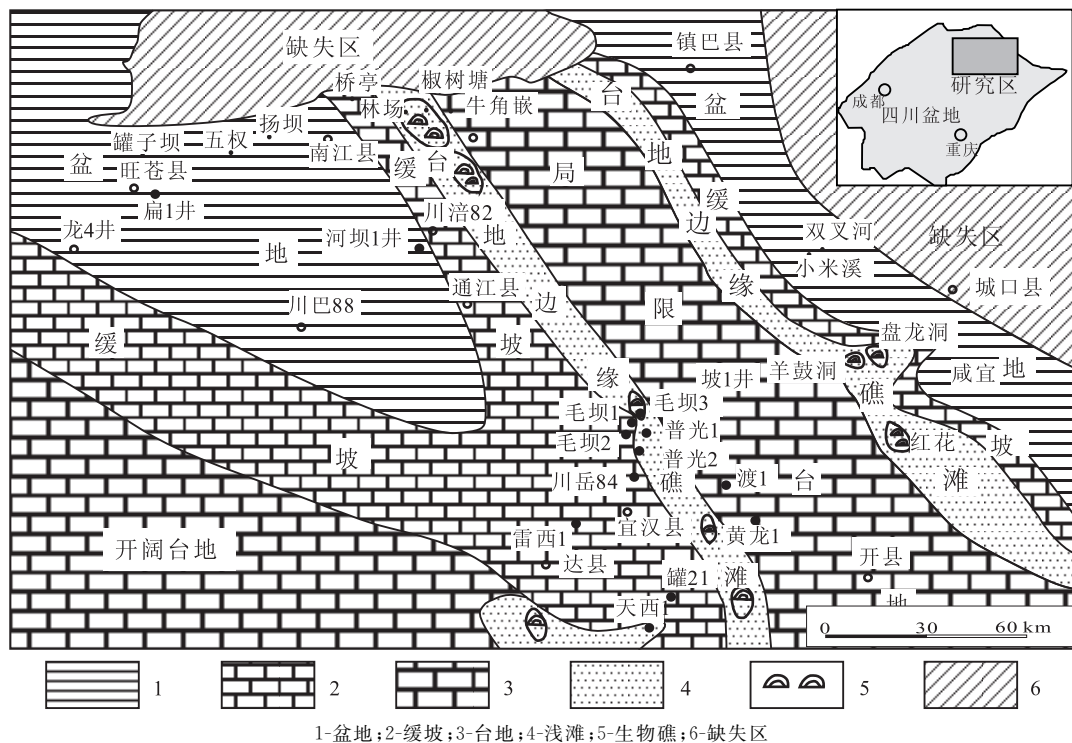 缺失区
镇巴县
研究区
成都
四川盆地
重庆
桥亭
椒树塘
林场
牛角嵌
台
盆
扬坝
罐子坝
五权
南江县
地
盆
旺苍县
缓
台
局
缓
扁1井
川涪82
边
双叉河
缺失区
龙4井
地
河坝1井
地
小米溪
缘
城口县
通江县
边
限
川巴88
缓
坡
盘龙洞
羊鼓洞
咸宜
地
缘
坡1井
礁
毛坝1
毛坝3
毛坝2
普光1
红花
坡
坡
普光2
川岳84
礁
渡1
台
滩
宣汉县
雷西1
黄龙1
开阔台地
达县
开县
罐21
滩
天西1
地
0 30 60 km
1 2 3 4 5 6
1-盆地;2-缓坡;3-台地;4-浅滩;5-生物礁;6-缺失区